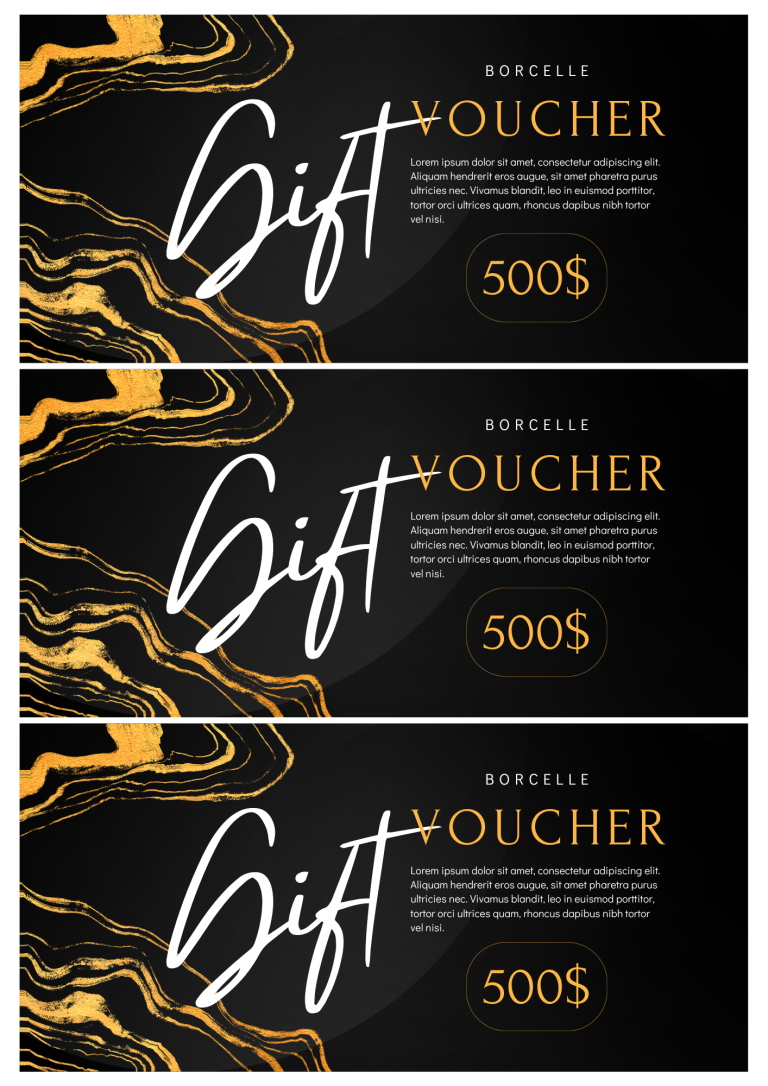 BORCELLE
Gift VOUCHER
Lorem ipsum dolor sit amet, consectetur adipiscing elit.
Aliquam hendrerit eros augue, sit amet pharetra purus
ultricies nec. Vivamus blandit, leo in euismod porttitor,
tortor orci ultrices quam, rhoncus dapibus nibh tortor
vel nisi.
500$
BORCELLE
Gift VOUCHER
Lorem ipsum dolor sit amet, consectetur adipiscing elit.
Aliquam hendrerit eros augue, sit amet pharetra purus
ultricies nec. Vivamus blandit, leo in euismod porttitor,
tortor orci ultrices quam, rhoncus dapibus nibh tortor
vel nisi.
500$
BORCELLE
Gift VOUCHER
Lorem ipsum dolor sit amet, consectetur adipiscing elit.
Aliquam hendrerit eros augue, sit amet pharetra purus
ultricies nec. Vivamus blandit, leo in euismod porttitor,
tortor orci ultrices quam, rhoncus dapibus nibh tortor
vel nisi.
500$